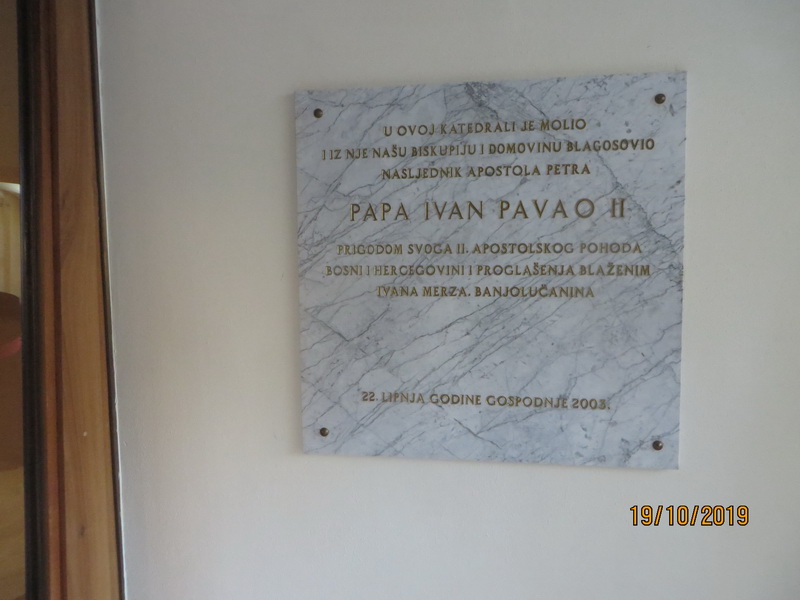 U OVOJ KATEDRALI JE MOLIO
I IZ NJE NAŠU BISKUPIJU I DOMOVINU BLAGOSOVIO
NASLJEDNIK APOSTOLA PETRA
PAPA IVAN PAVAO II
PRIGODOM SVOGA II. APOSTOLSKOG POHODA
BOSNI I HERCEGOVINI I PROGLAŠENJA BLAŽENIM
IVANA MERZA, BANJOLUČANINA
22. LIPNJA GODINE GOSPODNJE 2003.
19/10/2019